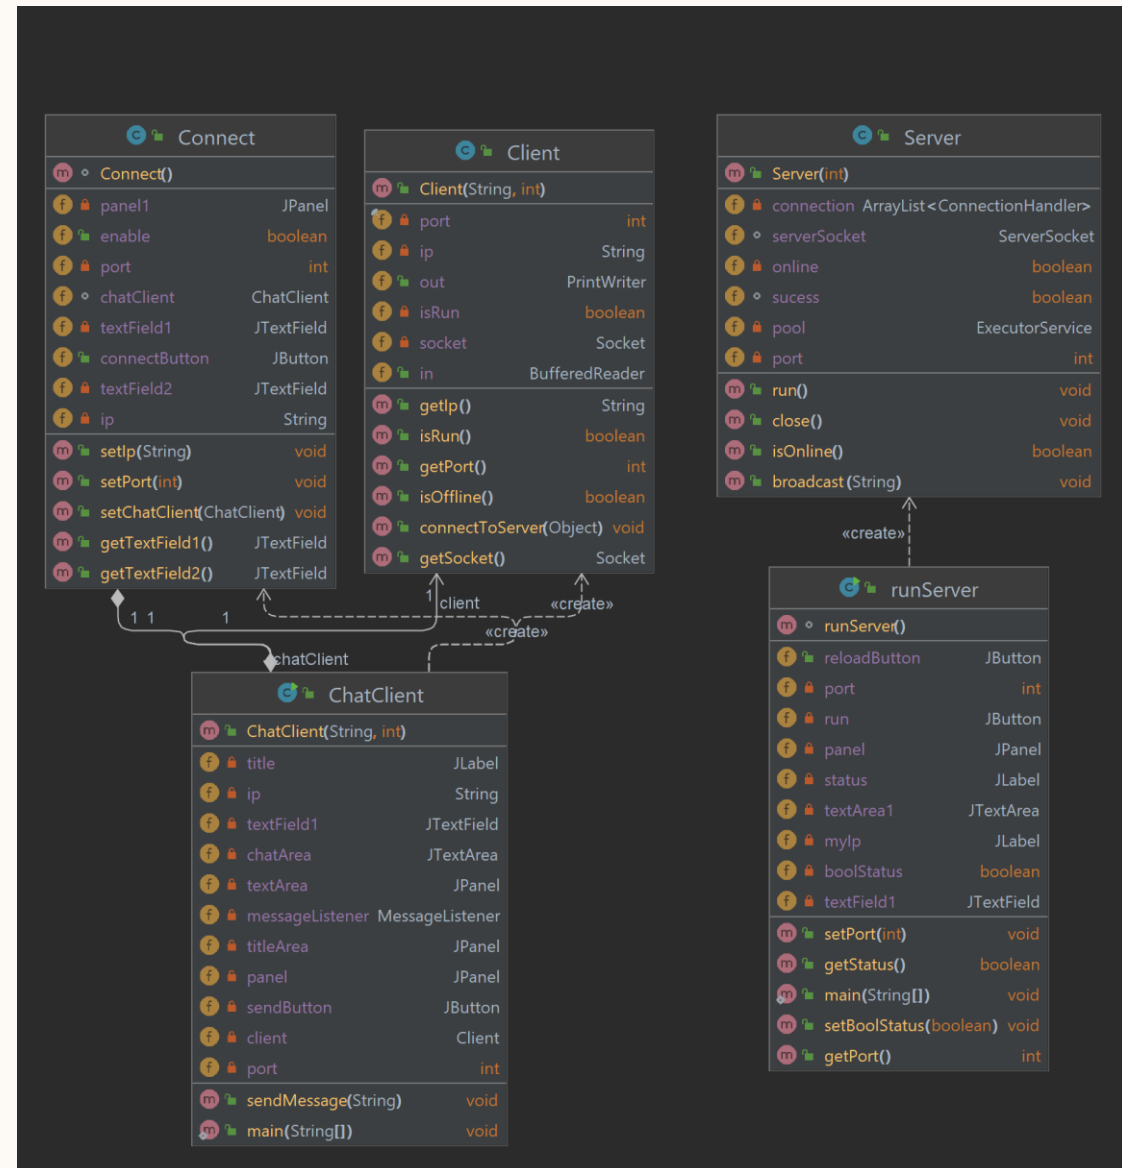 Connect
Connect()
panel1 JPanel
enable boolean
port int
chatClient ChatClient
textField1 JTextField
connectButton JButton
textField2 JTextField
ip String
setIp(String) void
setPort(int) void
setChatClient(ChatClient) void
getTextField1() JTextField
getTextField2() JTextField
Client
Client(String, int)
port int
ip String
out PrintWriter
isRun boolean
socket Socket
in BufferedReader
getIp() String
isRun() boolean
getPort() int
isOffline() boolean
connectToServer(Object) void
getSocket() Socket
Server
Server(int)
connection ArrayList<ConnectionHandler>
serverSocket ServerSocket
online boolean
sucess boolean
pool ExecutorService
port int
run() void
close() void
isOnline() boolean
broadcast(String) void
«create»
1 client
«create»
1 1 1
«create»
chatClient
ChatClient
ChatClient(String, int)
title JLabel
ip String
textField1 JTextField
chatArea JTextArea
textArea JPanel
messageListener MessageListener
titleArea JPanel
panel JPanel
sendButton JButton
client Client
port int
sendMessage(String) void
main(String[]) void
runServer
runServer()
reloadButton JButton
port int
run JButton
panel JPanel
status JLabel
textArea1 JTextArea
myIp JLabel
boolStatus boolean
textField1 JTextField
setPort(int) void
getStatus() boolean
main(String[]) void
setBoolStatus(boolean) void
getPort() int